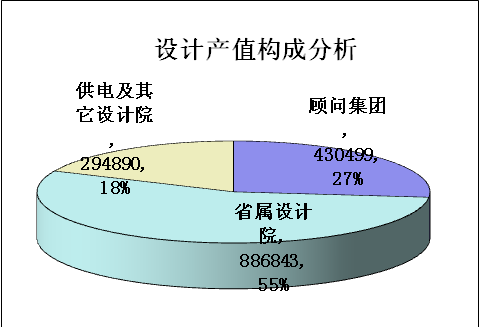 设计产值构成分析
供电及其
它设计院
,
294890,
18%
顾问集团
,
430499,
27%
省属设计
院,
886843,
55%